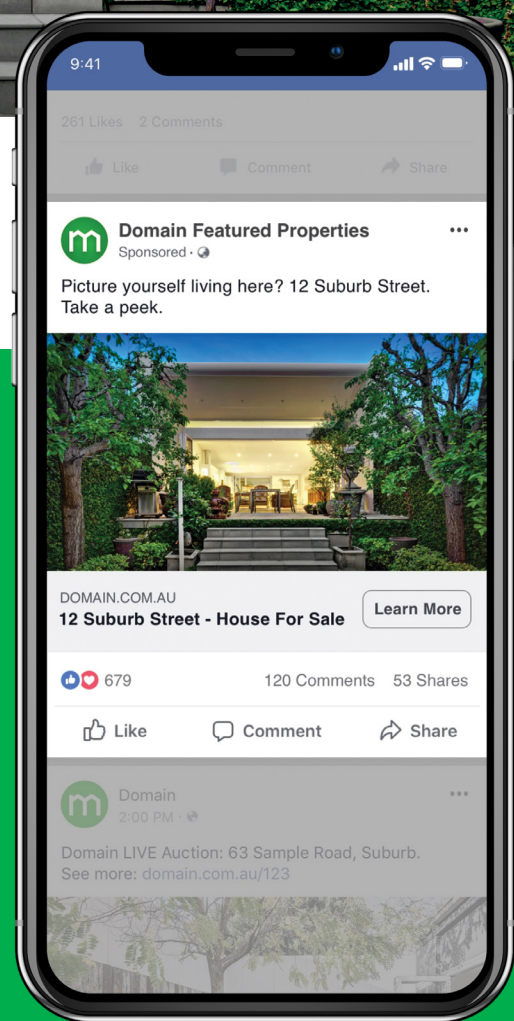 9:41
261 Likes 2 Comments
Like Comment Share
m
Domain Featured Properties
Sponsored ·
Picture yourself living here? 12 Suburb Street.
Take a peek.
DOMAIN.COM.AU
12 Suburb Street - House For Sale
Learn More
679 120 Comments 53 Shares
Like Comment Share
m
Domain
2:00 PM ·
Domain LIVE Auction: 63 Sample Road, Suburb.
See more: domain.com.au/123